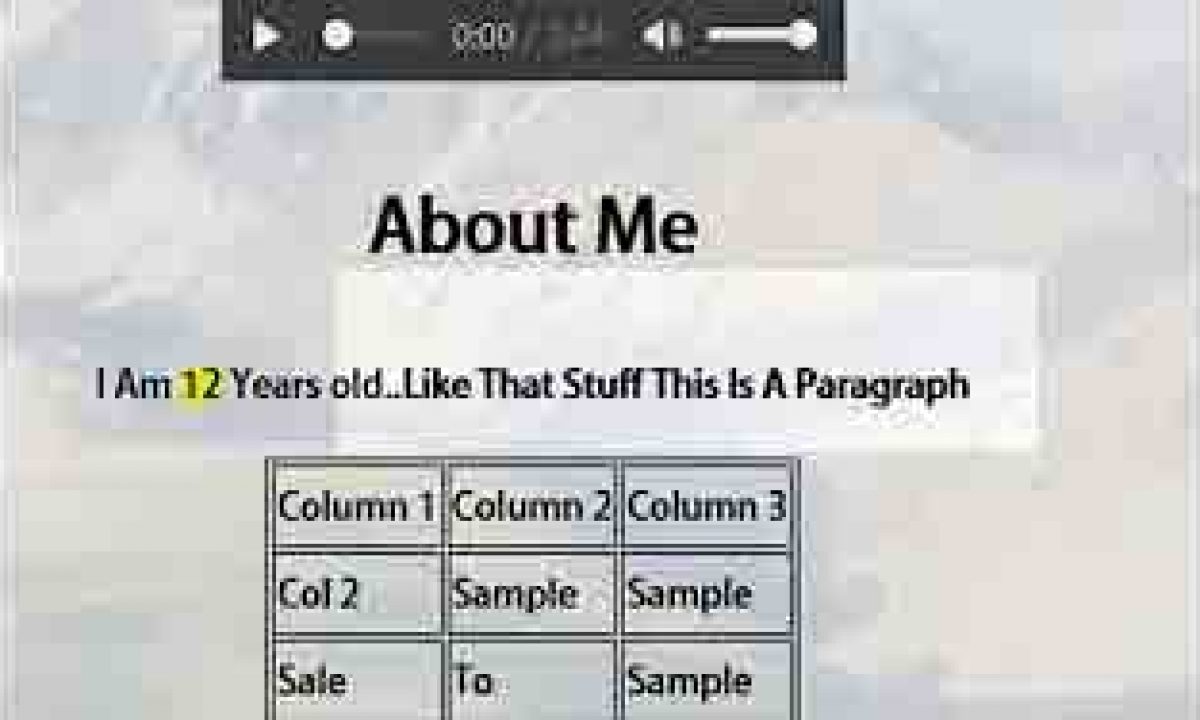 0:00
About Me
I Am 12 Years old..Like That Stuff This Is A Paragraph
Column 1 Column 2 Column 3
Col 2 Sample Sample
Sale To Sample